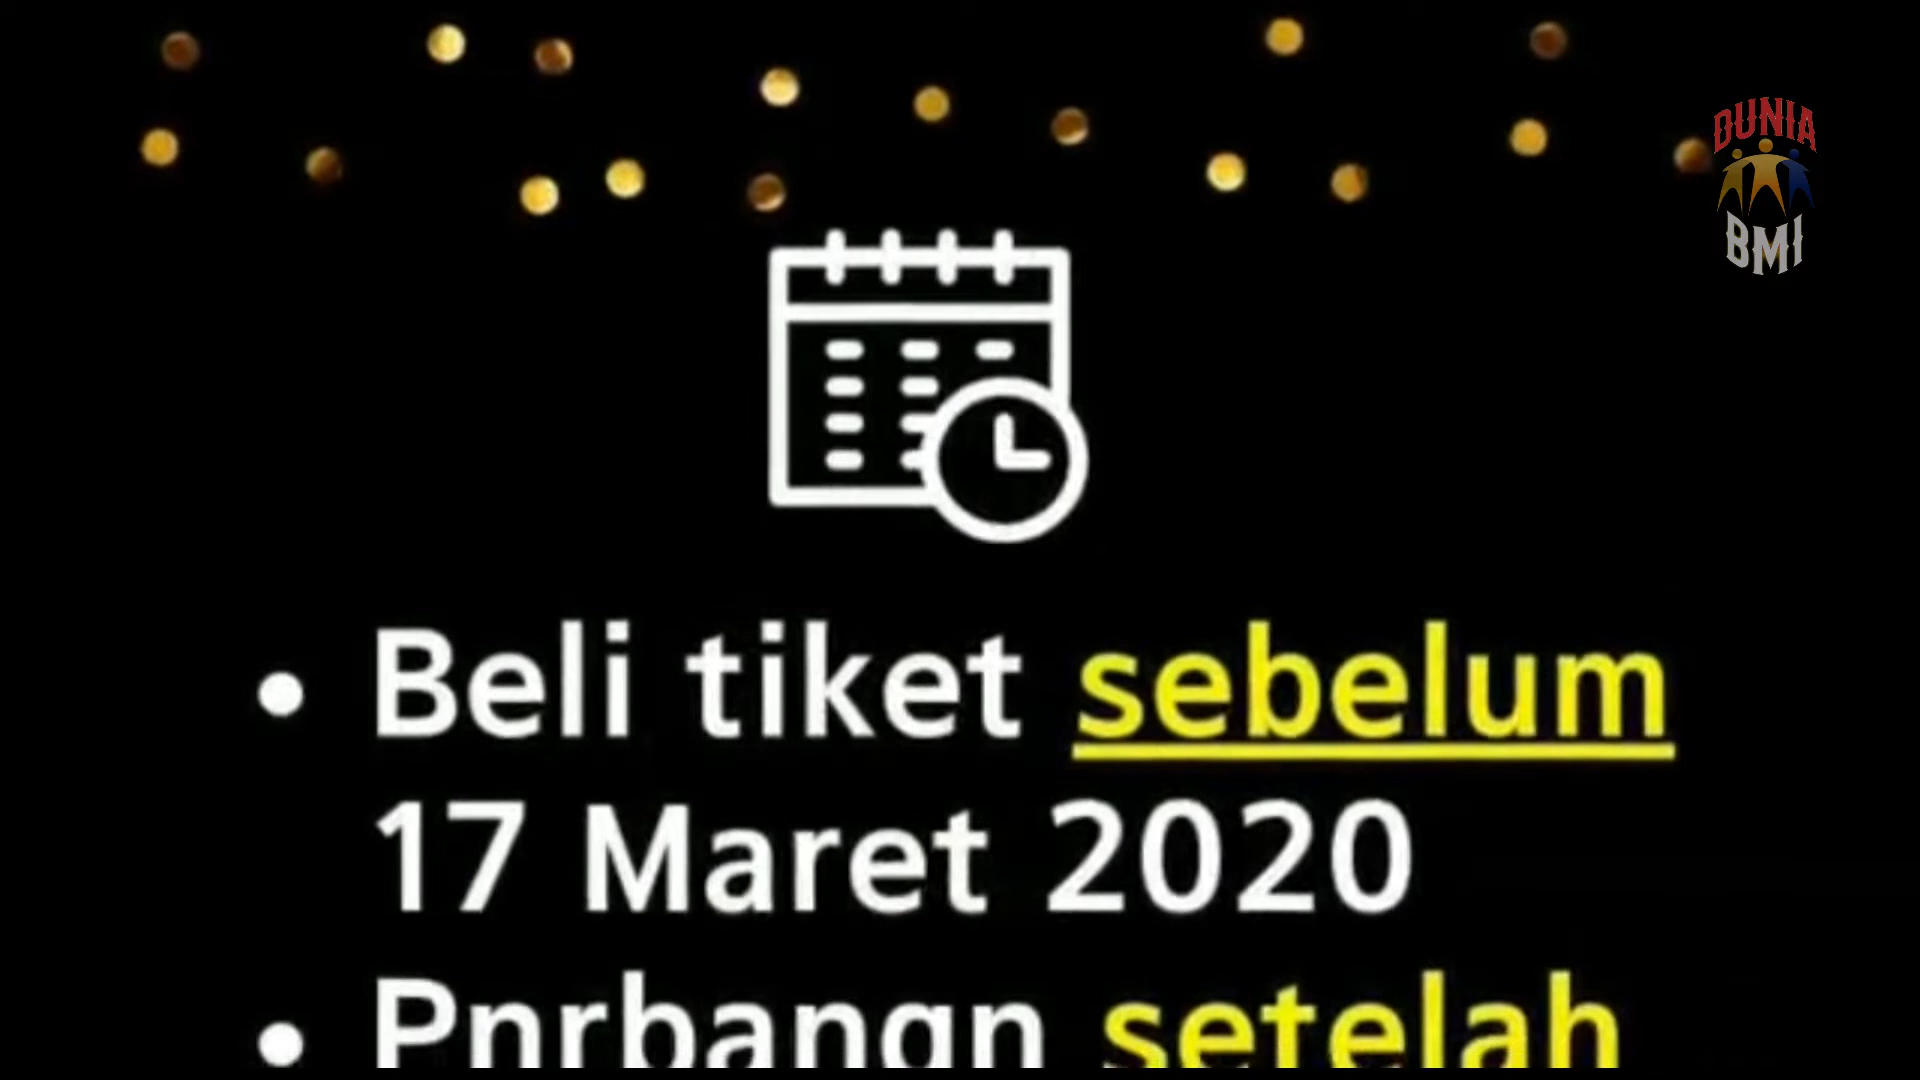 DUNIA
BMI
• Beli tiket sebelum
17 Maret 2020
• Pnrbangn setelah